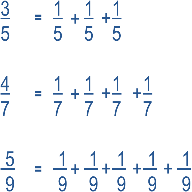 3/5 = 1/5 + 1/5 + 1/5
4/7 = 1/7 + 1/7 + 1/7 + 1/7
5/9 = 1/9 + 1/9 + 1/9 + 1/9 + 1/9